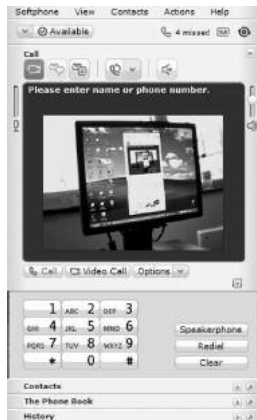 Softphone View Contacts Actions Help
Available 4 missed
Call
Please enter name or phone number.
Call Video Call Options
1 ABC 2 DEF 3
GHI 4 JKL 5 MNO 6 Speakerphone
PQRS 7 TUV 8 WXYZ 9 Redial
* 0 # Clear
Contacts
The Phone Book
History